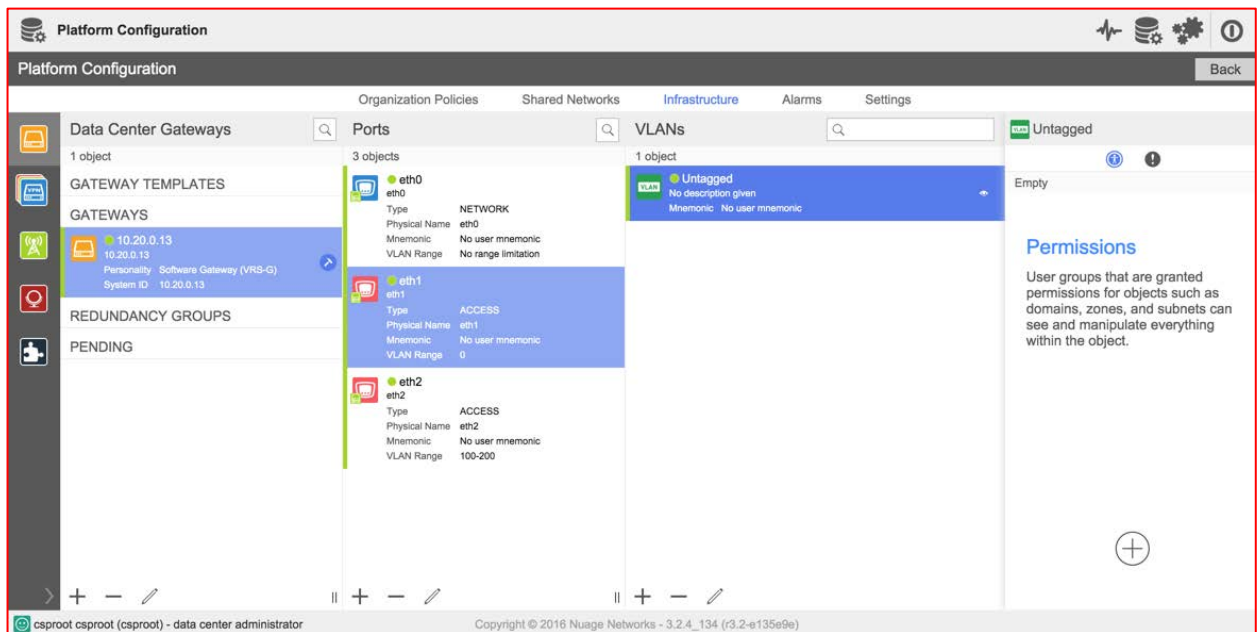 Platform Configuration
Platform Configuration
Back
Organization Policies Shared Networks Infrastructure Alarms Settings
Data Center Gateways
1 object
GATEWAY TEMPLATES
GATEWAYS
10.20.0.13
10.20.0.13
Personality Software Gateway (VRS-G)
System ID 10.20.0.13
REDUNDANCY GROUPS
PENDING
Ports
3 objects
eth0
eth0
Type NETWORK
Physical Name eth0
Mnemonic No user mnemonic
VLAN Range No range limitation
eth1
eth1
Type ACCESS
Physical Name eth1
Mnemonic No user mnemonic
VLAN Range 0
eth2
eth2
Type ACCESS
Physical Name eth2
Mnemonic No user mnemonic
VLAN Range 100-200
VLANs
1 object
VLAN
Untagged
No description given
Mnemonic No user mnemonic
VLAN
Untagged
Empty
Permissions
User groups that are granted
permissions for objects such as
domains, zones, and subnets can
see and manipulate everything
within the object.
VPN
csproot csproot (csproot) - data center administrator
Copyright © 2016 Nuage Networks - 3.2.4_134 (r3.2-e135e9e)